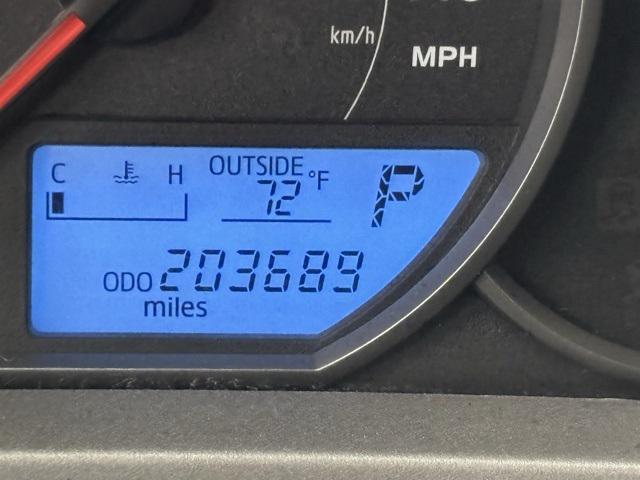 km/h
MPH
C H OUTSIDE
72 °F P
ODO 203689
miles